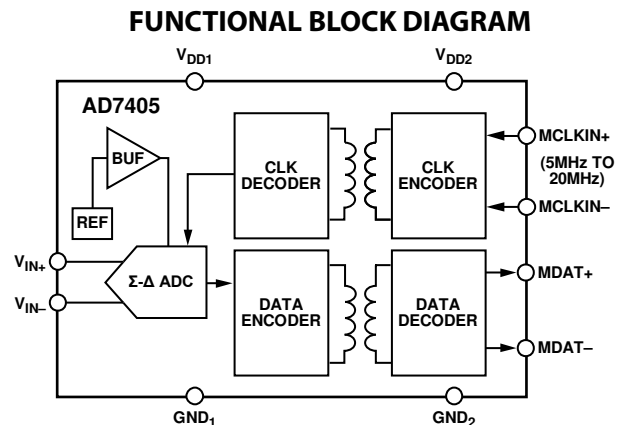 FUNCTIONAL BLOCK DIAGRAM
VDD1
VDD2
AD7405
BUF
REF
CLK
DECODER
CLK
ENCODER
MCLKIN+
(5MHz TO
20MHz)
MCLKIN–
VIN+
VIN–
Σ-Δ ADC
DATA
ENCODER
DATA
DECODER
MDAT+
MDAT–
GND1
GND2